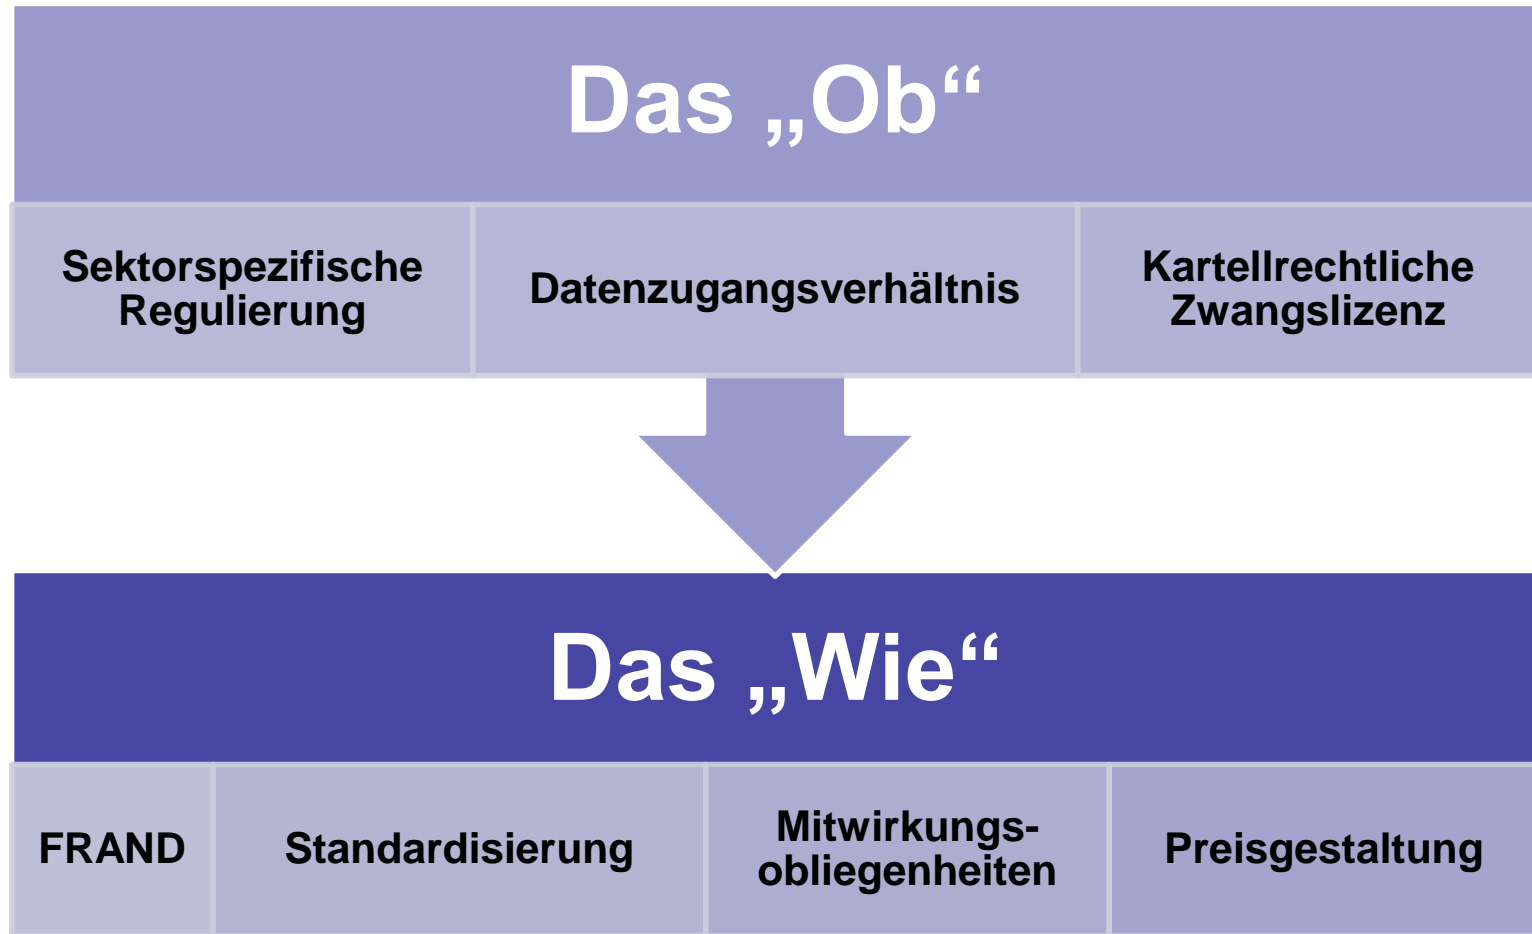 Das „Ob“
Sektorspezifische
Regulierung
Datenzugangsverhältnis
Kartellrechtliche
Zwangslizenz
Das „Wie“
FRAND
Standardisierung
Mitwirkungs-
obliegenheiten
Preisgestaltung